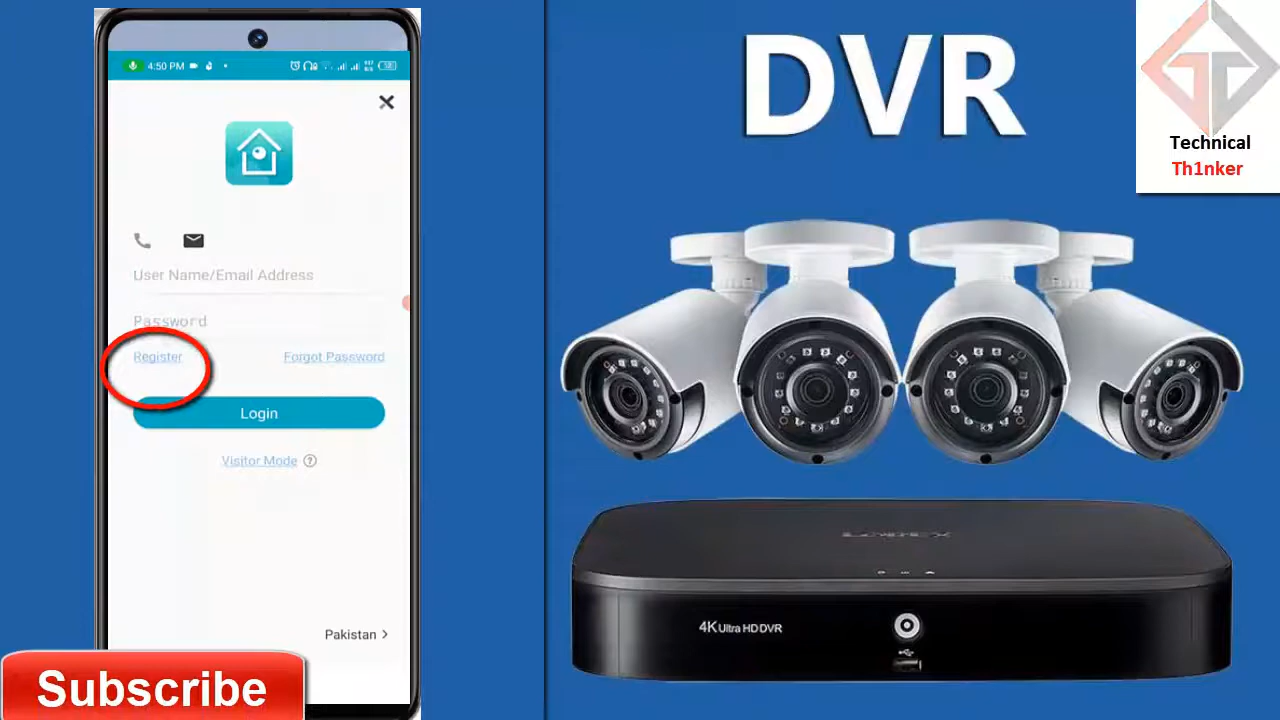 4:50 PM
User Name/Email Address
Password
Register
Forgot Password
Login
Visitor Mode ?
Pakistan >
Subscribe
DVR
4K Ultra HD DVR
Technical
Th1nker